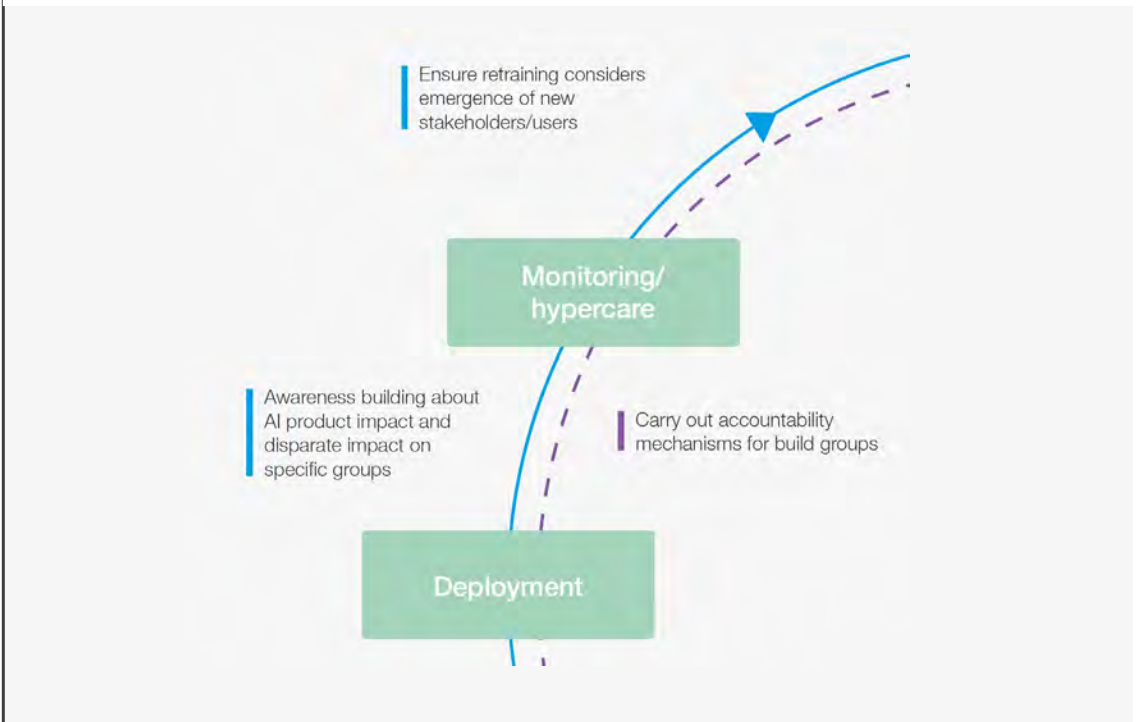 Ensure retraining considers
emergence of new
stakeholders/users
Monitoring/
hypercare
Awareness building about
AI product impact and
disparate impact on
specific groups
Carry out accountability
mechanisms for build groups
Deployment